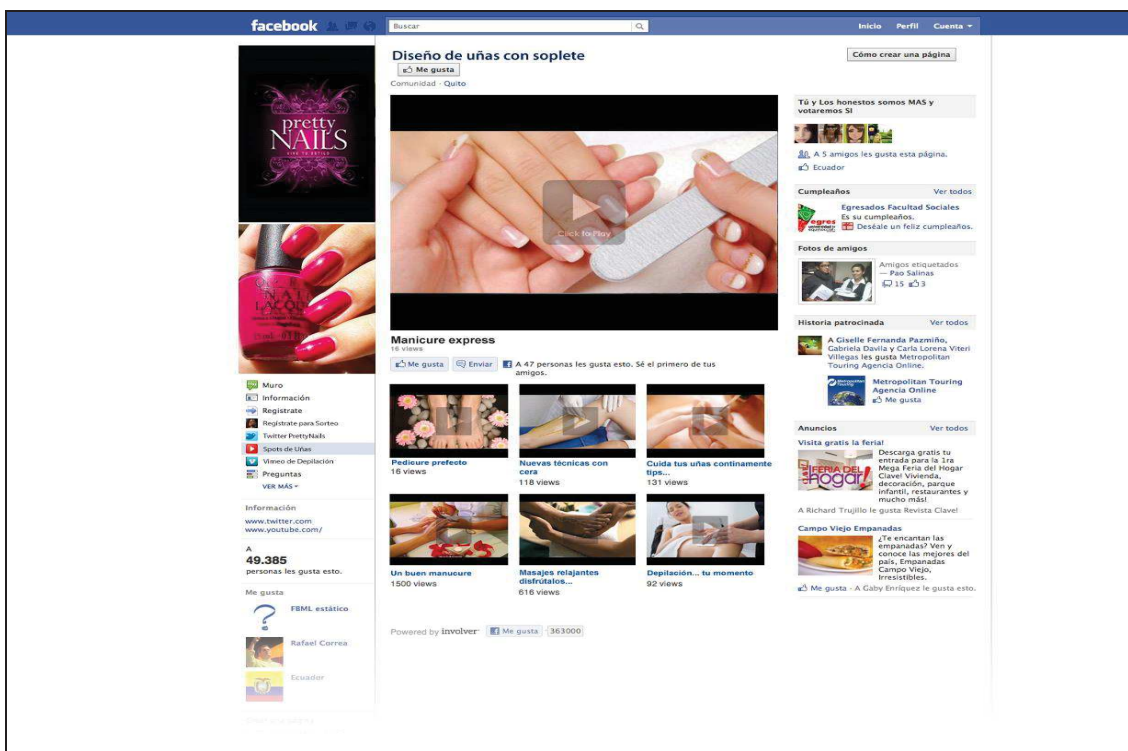 facebook
Buscar
Inicio Perfil Cuenta
pretty
NAILS
Muro
Información
Registrate
Registrate para Sorteo
Twitter PrettyNails
Spots de Uñas
Vimeo de Depilación
Preguntas
VER MÁS
Información
www.twitter.com
www.youtube.com/
A
49.385
personas les gusta esto.
Me gusta
FBML estático
Rafael Correa
Ecuador
Diseño de uñas con soplete
Me gusta
Comunidad · Quito
Click to Play
Manicure express
16 views
Me gusta
Enviar
A 47 personas les gusta esto. Sé el primero de tus
amigos.
Pedicure prefecto
16 views
Nuevas técnicas con
cera
118 views
Cuida tus uñas continamente
tips...
131 views
Un buen manucure
1500 views
Masajes relajantes
disfrútalos...
616 views
Depilación... tu momento
92 views
Powered by involver
Me gusta
363000
Cómo crear una página
Tú y Los honestos somos MAS y
votaremos SI
A 5 amigos les gusta esta página.
Ecuador
Cumpleaños Ver todos
Egresados Facultad Sociales
Es su cumpleaños.
Deséale un feliz cumpleaños.
Fotos de amigos
Amigos etiquetados
— Pao Salinas
15 3
Historia patrocinada Ver todos
A Giselle Fernanda Pazmiño,
Gabriela Davila y Carla Lorena Viteri
Villegas les gusta Metropolitan
Touring Agencia Online.
Metropolitan Touring
Agencia Online
Me gusta
Anuncios Ver todos
Visita gratis la feria!
FERIA DEL
hogar!
Descarga gratis tu
entrada para la 1ra
Mega Feria del Hogar
Clave! Vivienda,
decoración, parque
infantil, restaurantes y
mucho más!
A Richard Trujillo le gusta Revista Clave!
Campo Viejo Empanadas
¿Te encantan las
empanadas? Ven y
conoce las mejores del
país, Empanadas
Campo Viejo,
Irresistibles.
Me gusta · A Gaby Enríquez le gusta esto.